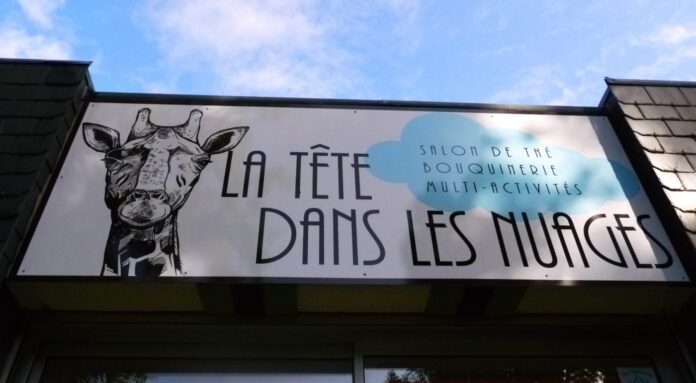 LA TÊTE
DANS LES NUAGES
SALON DE THÉ
BOUQUINERIE
MULTI-ACTIVITÉS